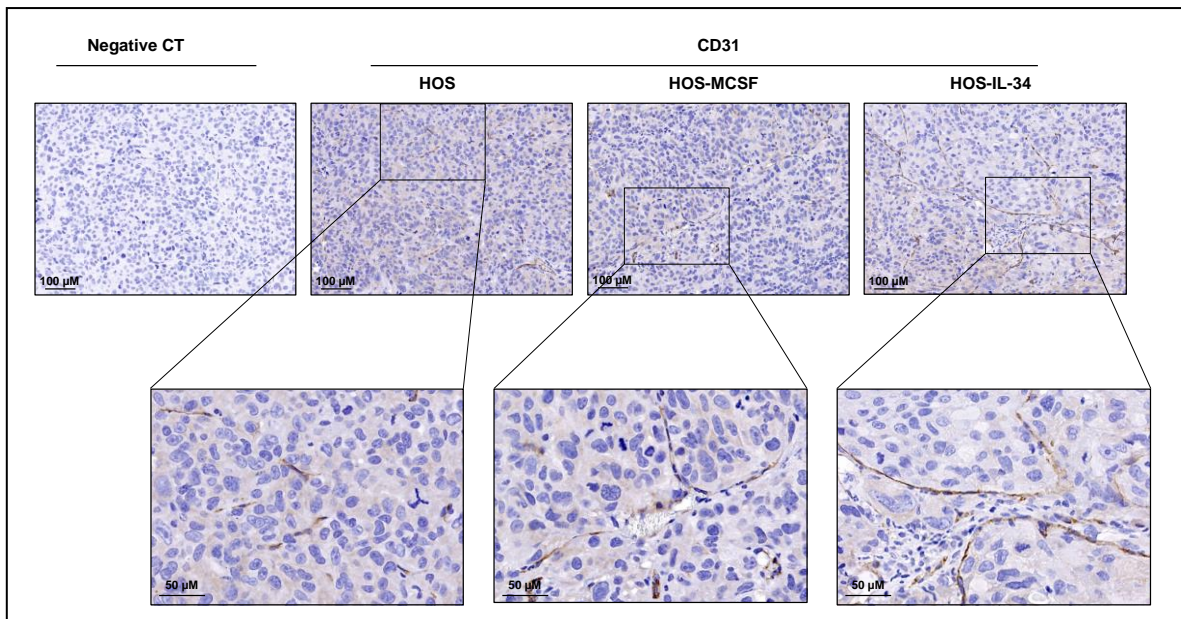 Negative CT
CD31
HOS
HOS-MCSF
HOS-IL-34
100 µM
100 µM
100 µM
100 µM
50 µM
50 µM
50 µM